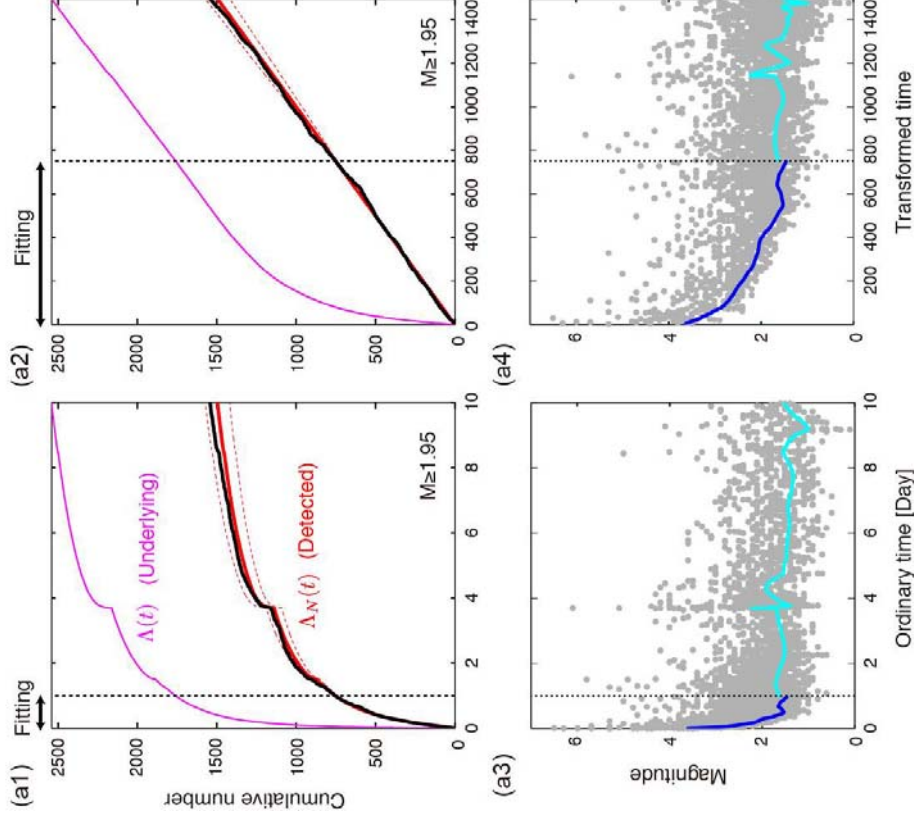 (a1)
Fitting
Cumulative number
2500
2000
1500
1000
500
0
Λ(t) (Underlying)
Λ_N(t) (Detected)
M≥1.95
0 2 4 6 8 10
(a2)
Fitting
2500
2000
1500
1000
500
0
M≥1.95
0 200 400 600 800 1000 1200 1400
(a3)
Magnitude
6
4
2
0
0 2 4 6 8 10
Ordinary time [Day]
(a4)
6
4
2
0
0 200 400 600 800 1000 1200 1400
Transformed time